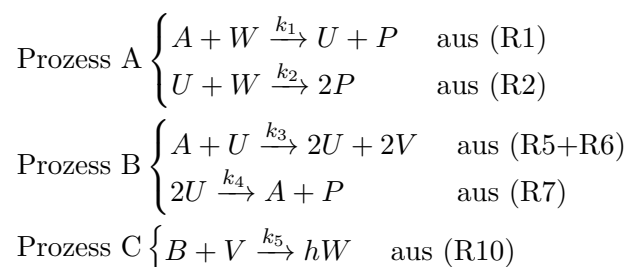 Prozess A { A + W —k₁→ U + P aus (R1)
U + W —k₂→ 2P aus (R2)
Prozess B { A + U —k₃→ 2U + 2V aus (R5+R6)
2U —k₄→ A + P aus (R7)
Prozess C { B + V —k₅→ hW aus (R10)